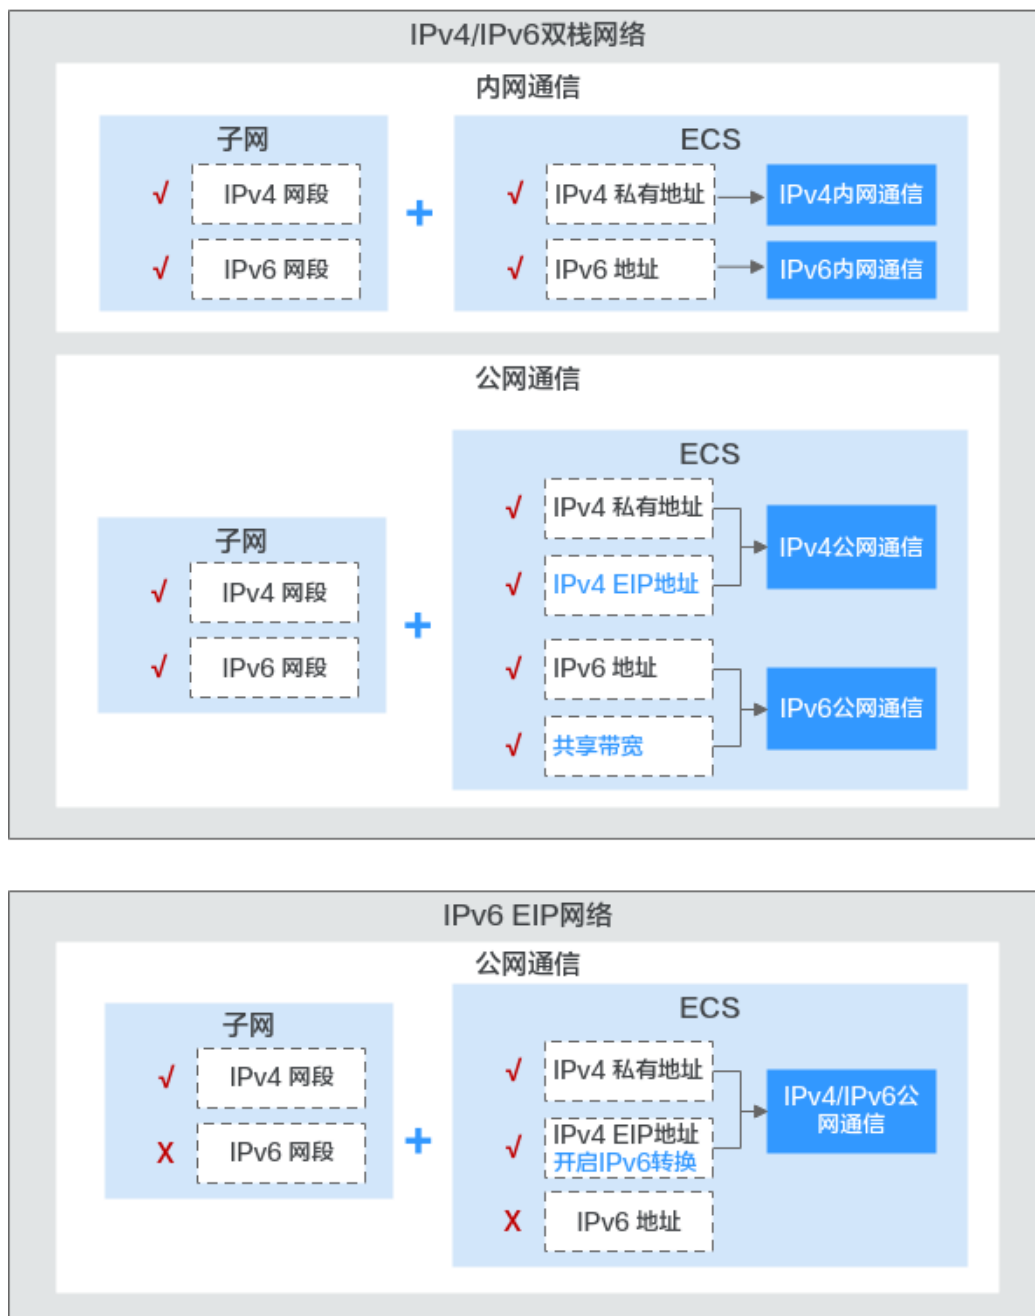 IPv4/IPv6双栈网络
内网通信
子网
√ IPv4 网段
√ IPv6 网段
+
ECS
√ IPv4 私有地址
IPv4内网通信
√ IPv6 地址
IPv6内网通信
公网通信
子网
√ IPv4 网段
√ IPv6 网段
+
ECS
√ IPv4 私有地址
√ IPv4 EIP地址
IPv4公网通信
√ IPv6 地址
√ 共享带宽
IPv6公网通信
IPv6 EIP网络
公网通信
子网
√ IPv4 网段
X IPv6 网段
+
ECS
√ IPv4 私有地址
√ IPv4 EIP地址
开启IPv6转换
X IPv6 地址
IPv4/IPv6公
网通信